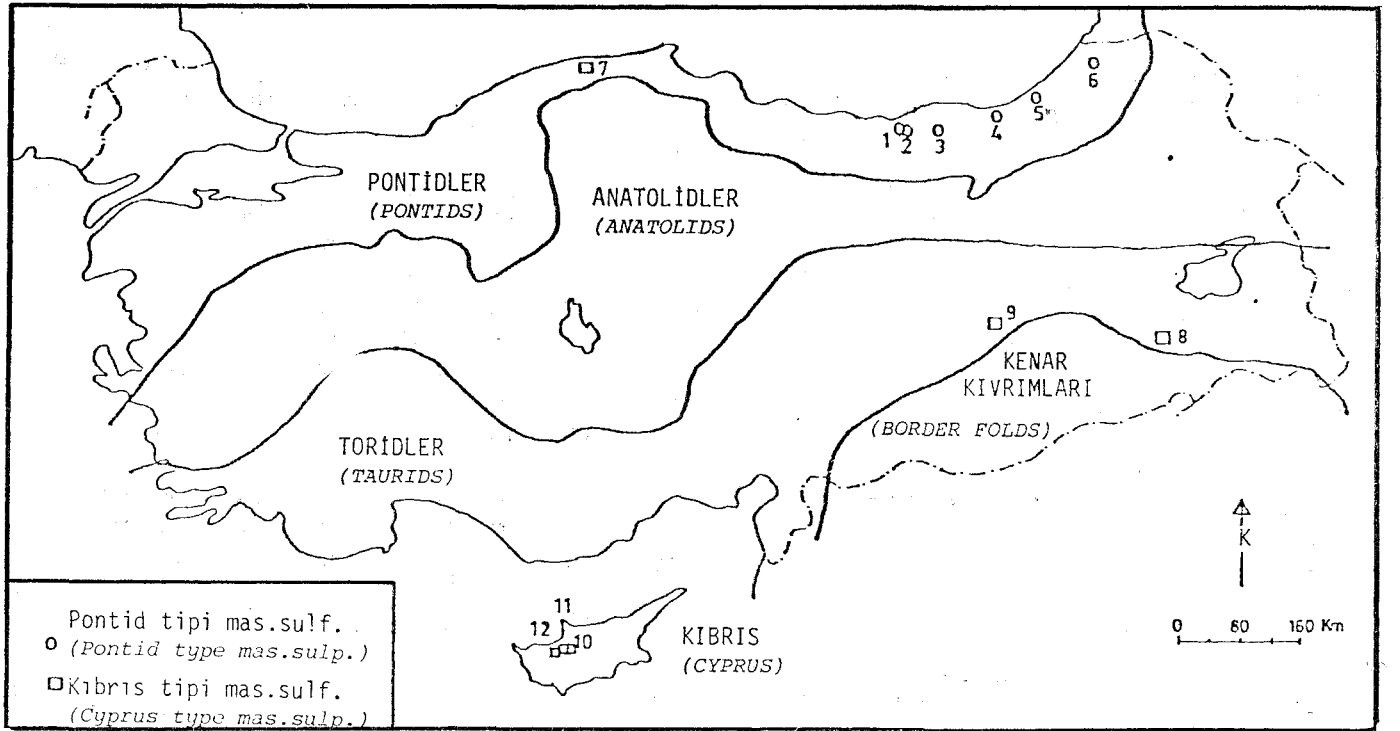 7
6
5
4
3
2
1
PONTİDLER
(PONTIDS)
ANATOLİDLER
(ANATOLIDS)
9
8
KENAR
KIVRIMLARI
(BORDER FOLDS)
TORİDLER
(TAURIDS)
K
0 80 160 Km
11
12
10
KIBRIS
(CYPRUS)
Pontid tipi mas.sulf.
(Pontid type mas.sulp.)
Kıbrıs tipi mas.sulf.
(Cyprus type mas.sulp.)